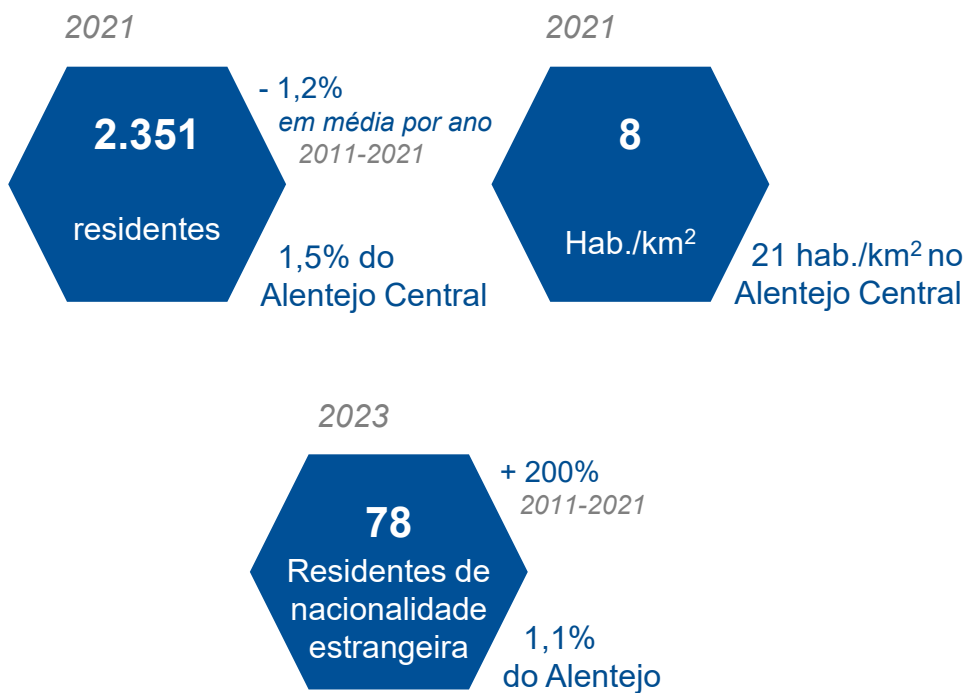 2021
2.351
residentes
- 1,2%
em média por ano
2011-2021
1,5% do
Alentejo Central
2021
8
Hab./km²
21 hab./km² no
Alentejo Central
2023
78
Residentes de
nacionalidade
estrangeira
+ 200%
2011-2021
1,1%
do Alentejo